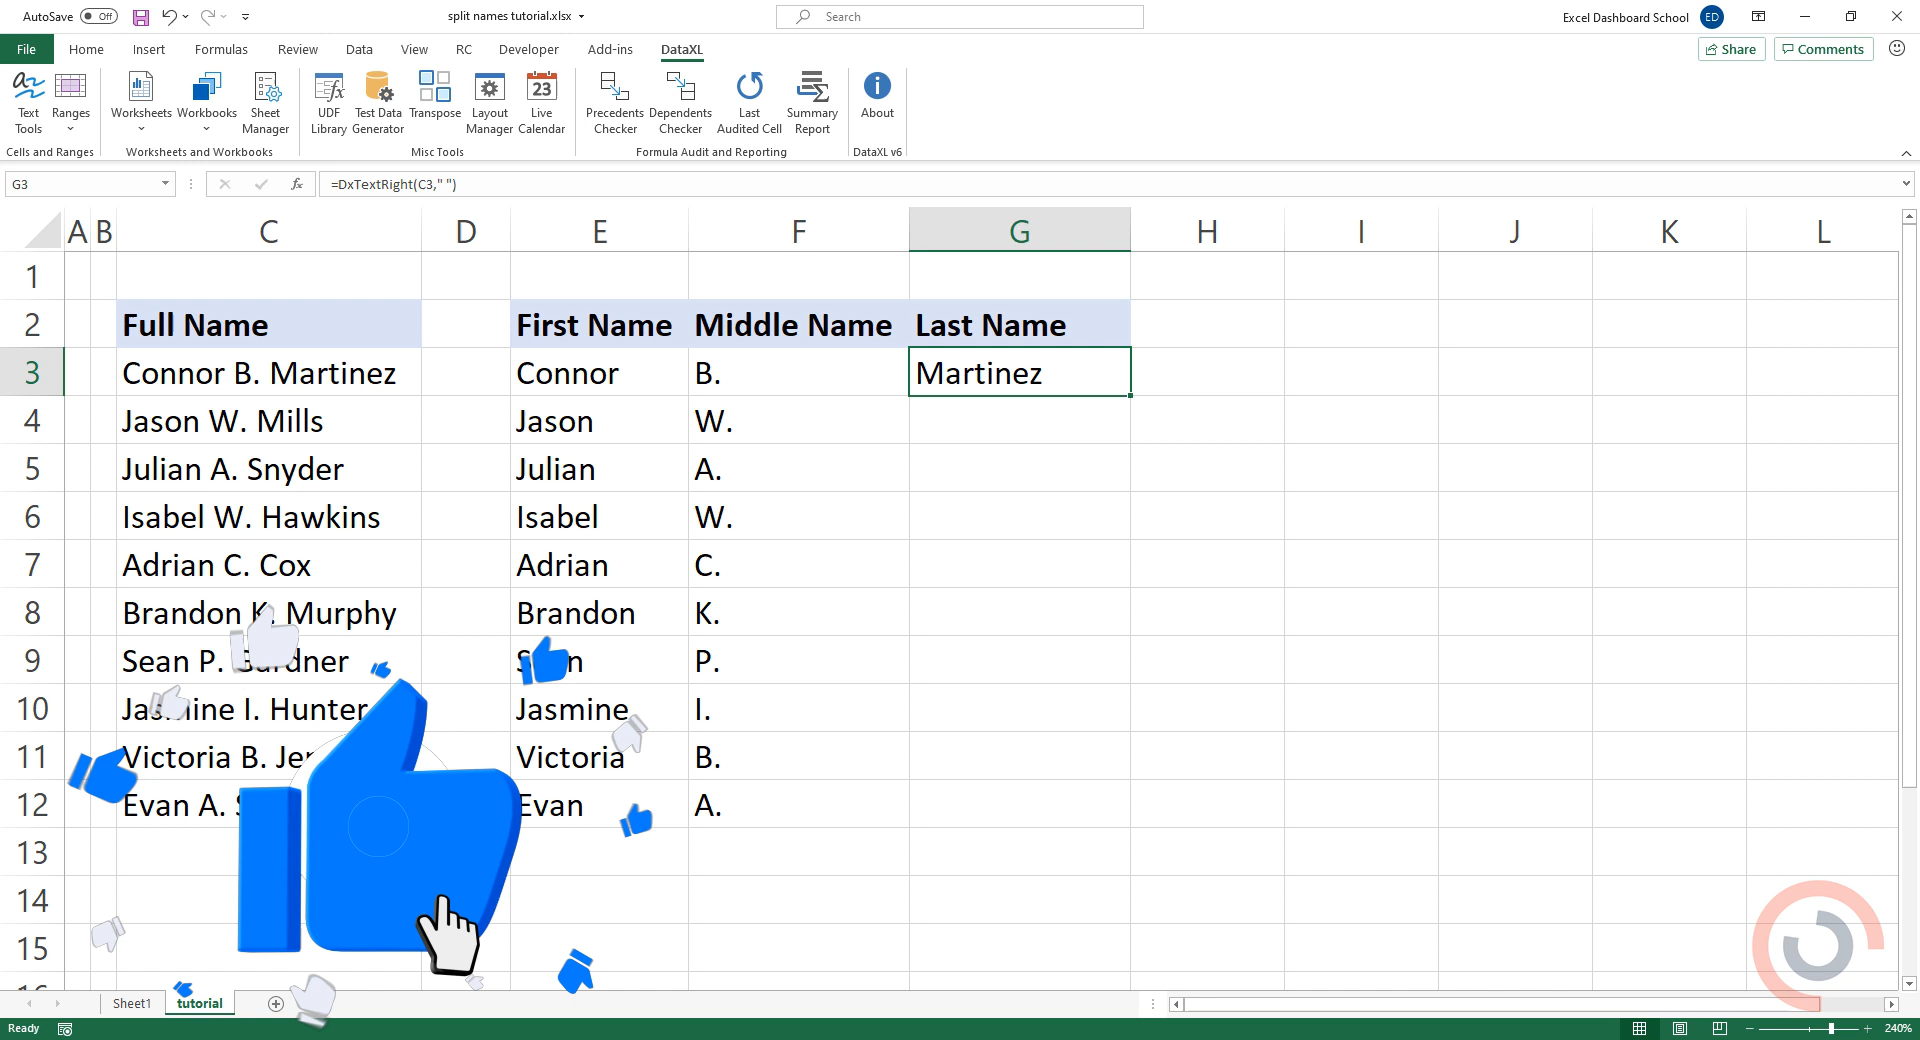 AutoSave Off split names tutorial.xlsx Search Excel Dashboard School ED
File Home Insert Formulas Review Data View RC Developer Add-ins DataXL Share Comments
Text Tools Ranges Worksheets Workbooks Sheet Manager UDF Library Test Data Generator Transpose Layout Manager 23 Live Calendar Precedents Checker Dependents Checker Last Audited Cell Summary Report About
Cells and Ranges Worksheets and Workbooks Misc Tools Formula Audit and Reporting DataXL v6
G3 fx =DxTextRight(C3," ")
A B C D E F G H I J K L
1
2 Full Name First Name Middle Name Last Name
3 Connor B. Martinez Connor B. Martinez
4 Jason W. Mills Jason W.
5 Julian A. Snyder Julian A.
6 Isabel W. Hawkins Isabel W.
7 Adrian C. Cox Adrian C.
8 Brandon K. Murphy Brandon K.
9 Sean P. P.
10 I. Hunter Jasmine I.
11 Victoria B. Victoria B.
12 Evan A. Evan A.
13
14
15
Sheet1 tutorial
Ready 240%